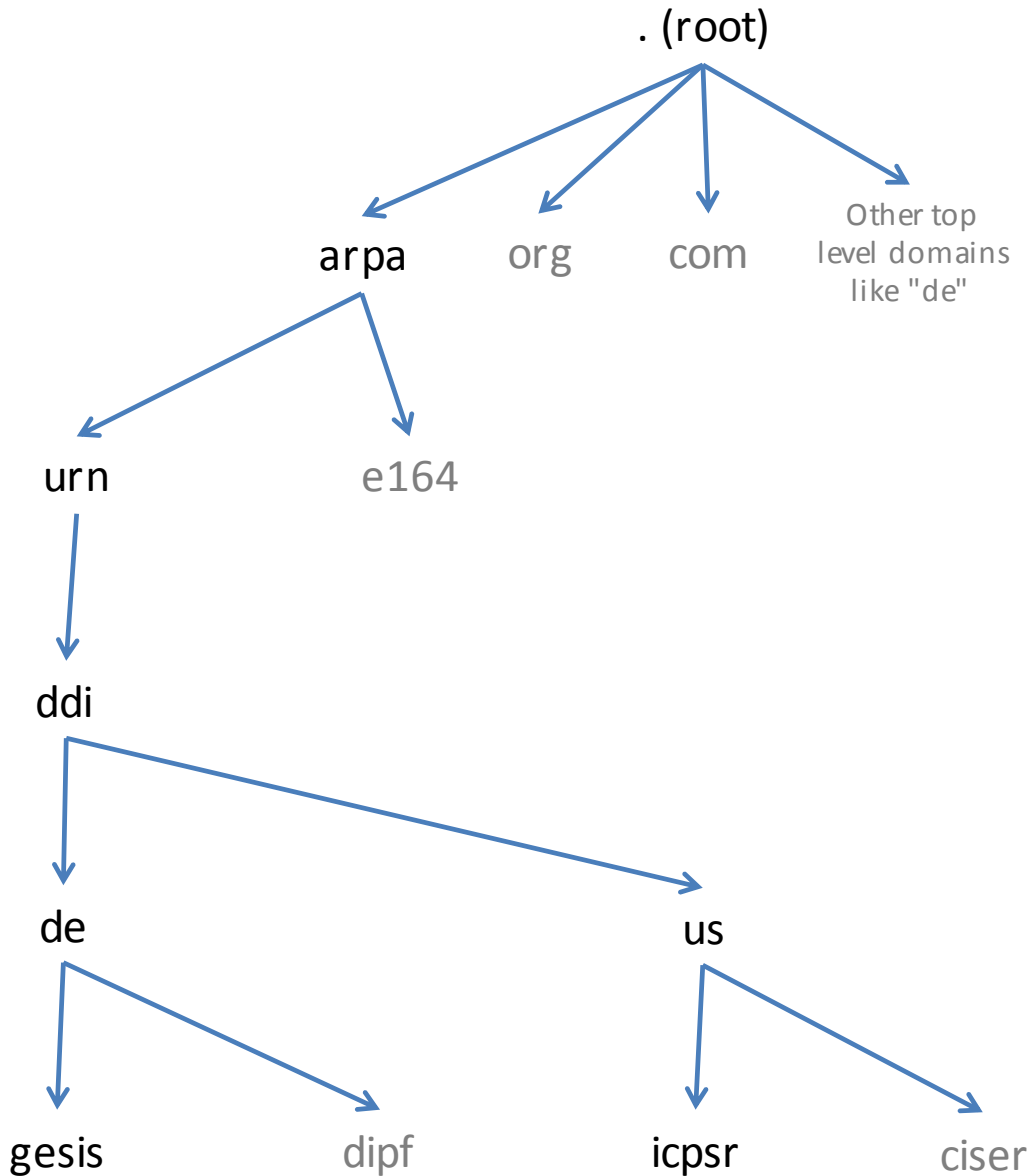 . (root)
arpa
org
com
Other top
level domains
like "de"
urn
e164
ddi
de
us
gesis
dipf
icpsr
ciser